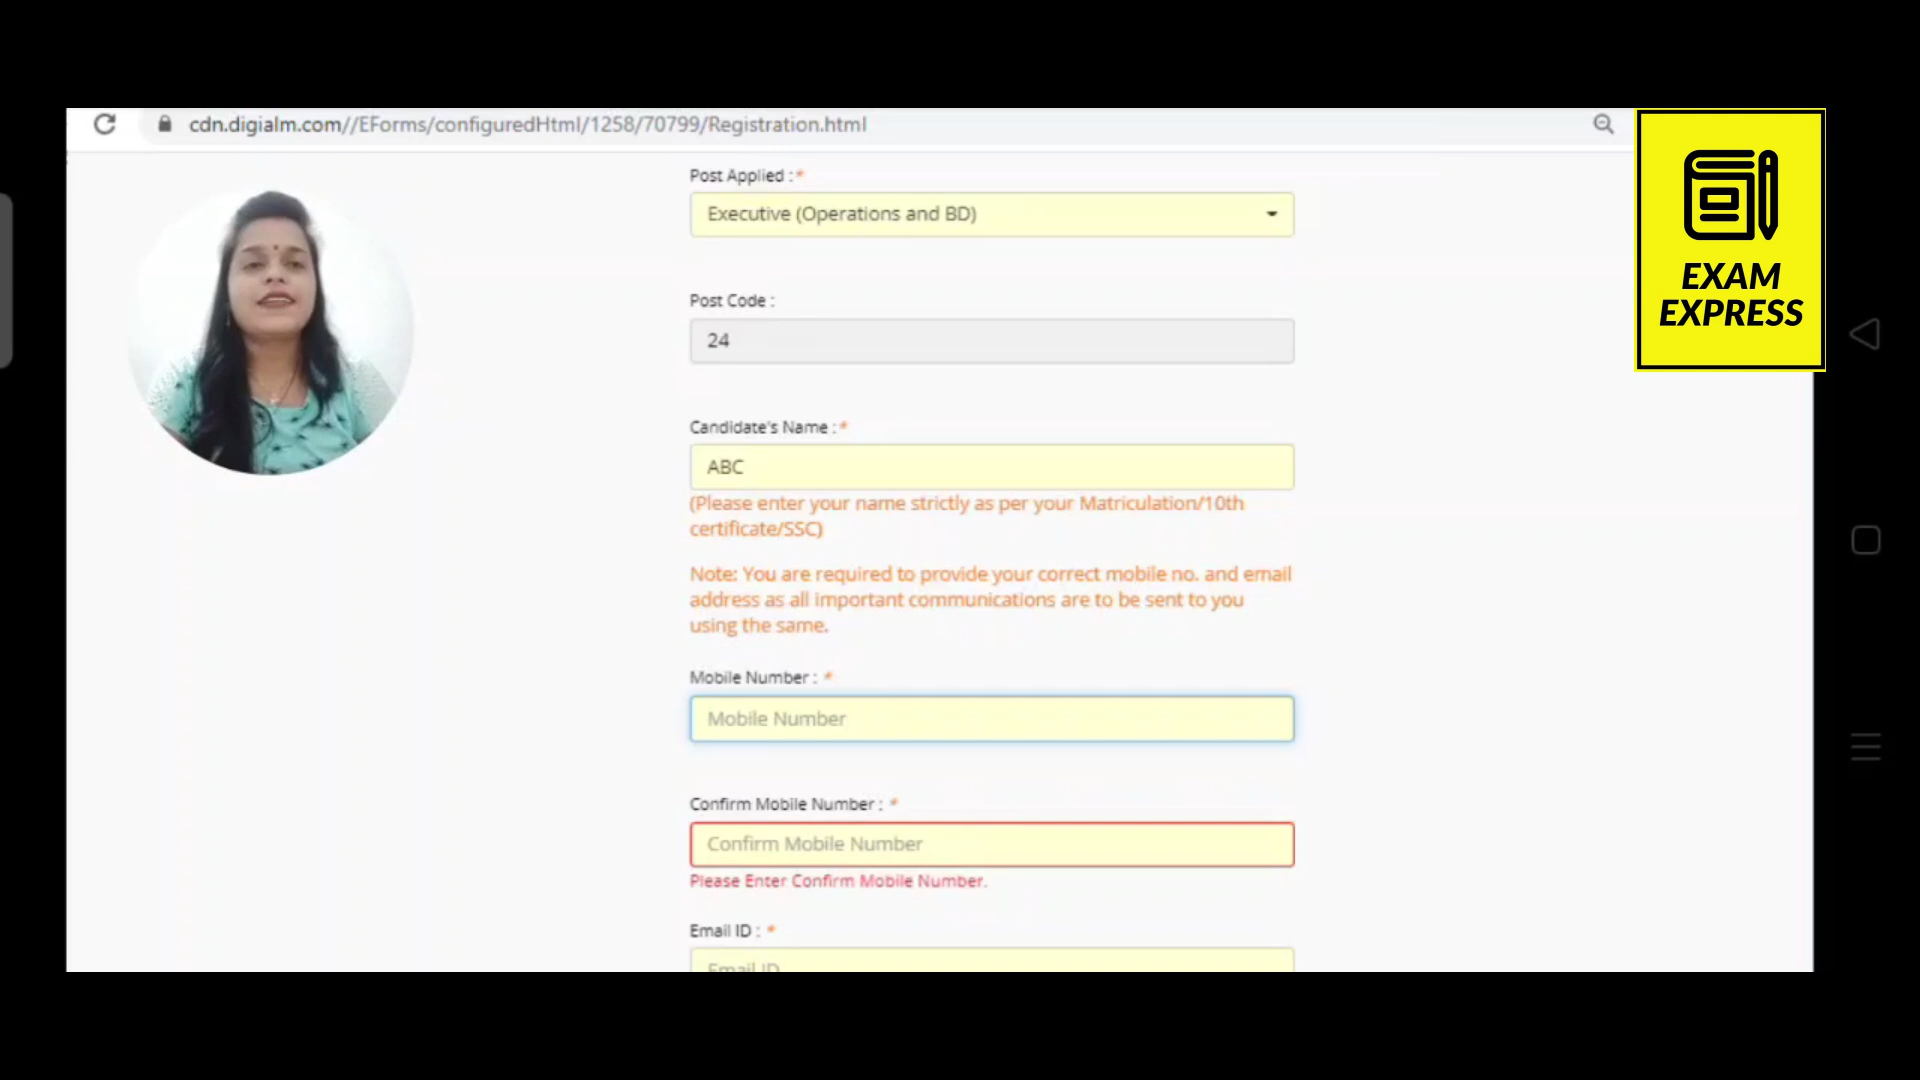 cdn.digialm.com//EForms/configuredHtml/1258/70799/Registration.html
EXAM
EXPRESS
Post Applied :*
Executive (Operations and BD)
Post Code :
24
Candidate's Name :*
ABC
(Please enter your name strictly as per your Matriculation/10th
certificate/SSC)
Note: You are required to provide your correct mobile no. and email
address as all important communications are to be sent to you
using the same.
Mobile Number : *
Mobile Number
Confirm Mobile Number : *
Confirm Mobile Number
Please Enter Confirm Mobile Number.
Email ID : *
Email ID